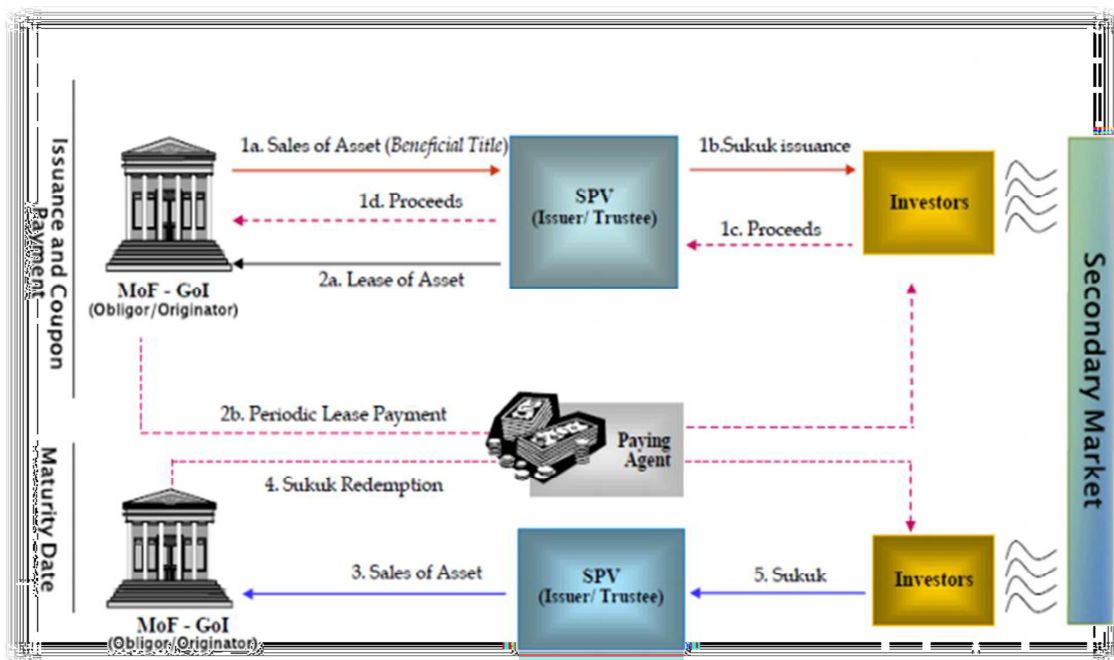 Issuance and Coupon
Payment
1a. Sales of Asset (Beneficial Title)
1d. Proceeds
2a. Lease of Asset
MoF - GoI
(Obligor/Originator)
SPV
(Issuer/ Trustee)
1b.Sukuk issuance
1c. Proceeds
Investors
Secondary Market
2b. Periodic Lease Payment
Paying
Agent
4. Sukuk Redemption
Maturity Date
3. Sales of Asset
MoF - GoI
(Obligor/Originator)
SPV
(Issuer/ Trustee)
5. Sukuk
Investors